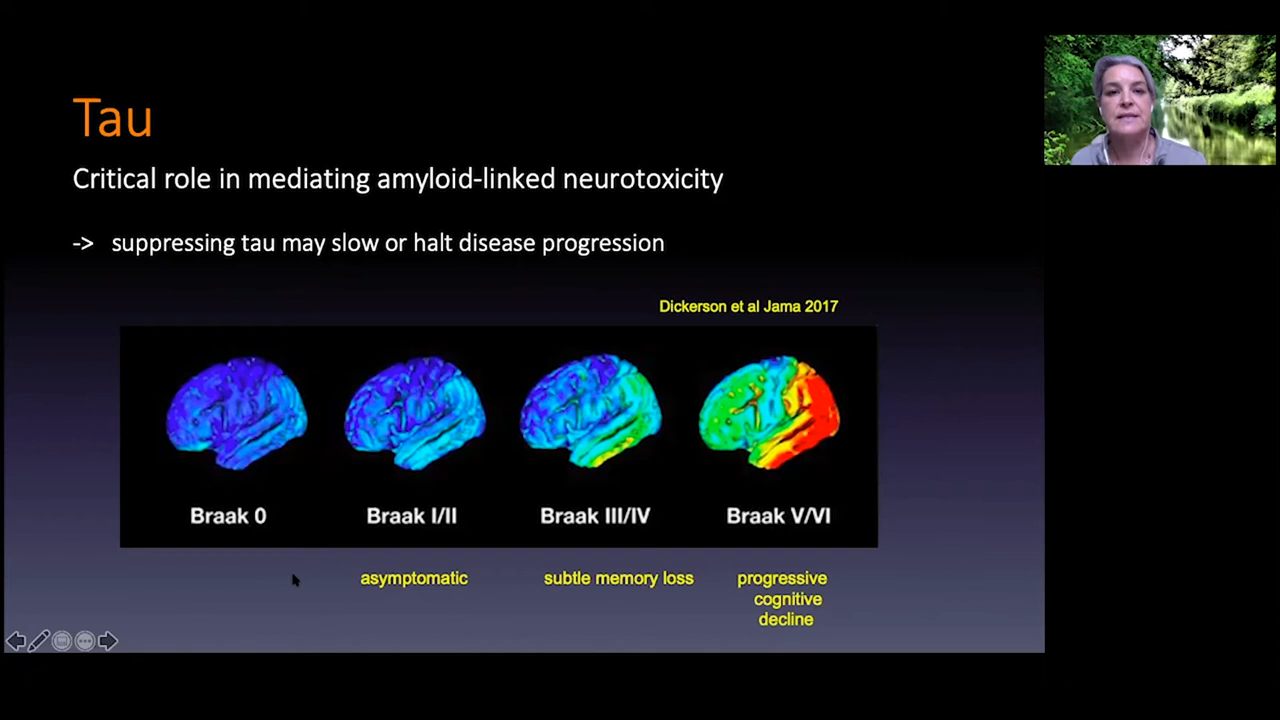 Tau
Critical role in mediating amyloid-linked neurotoxicity
-> suppressing tau may slow or halt disease progression
Dickerson et al Jama 2017
Braak 0
Braak I/II
Braak III/IV
Braak V/VI
asymptomatic
subtle memory loss
progressive
cognitive
decline